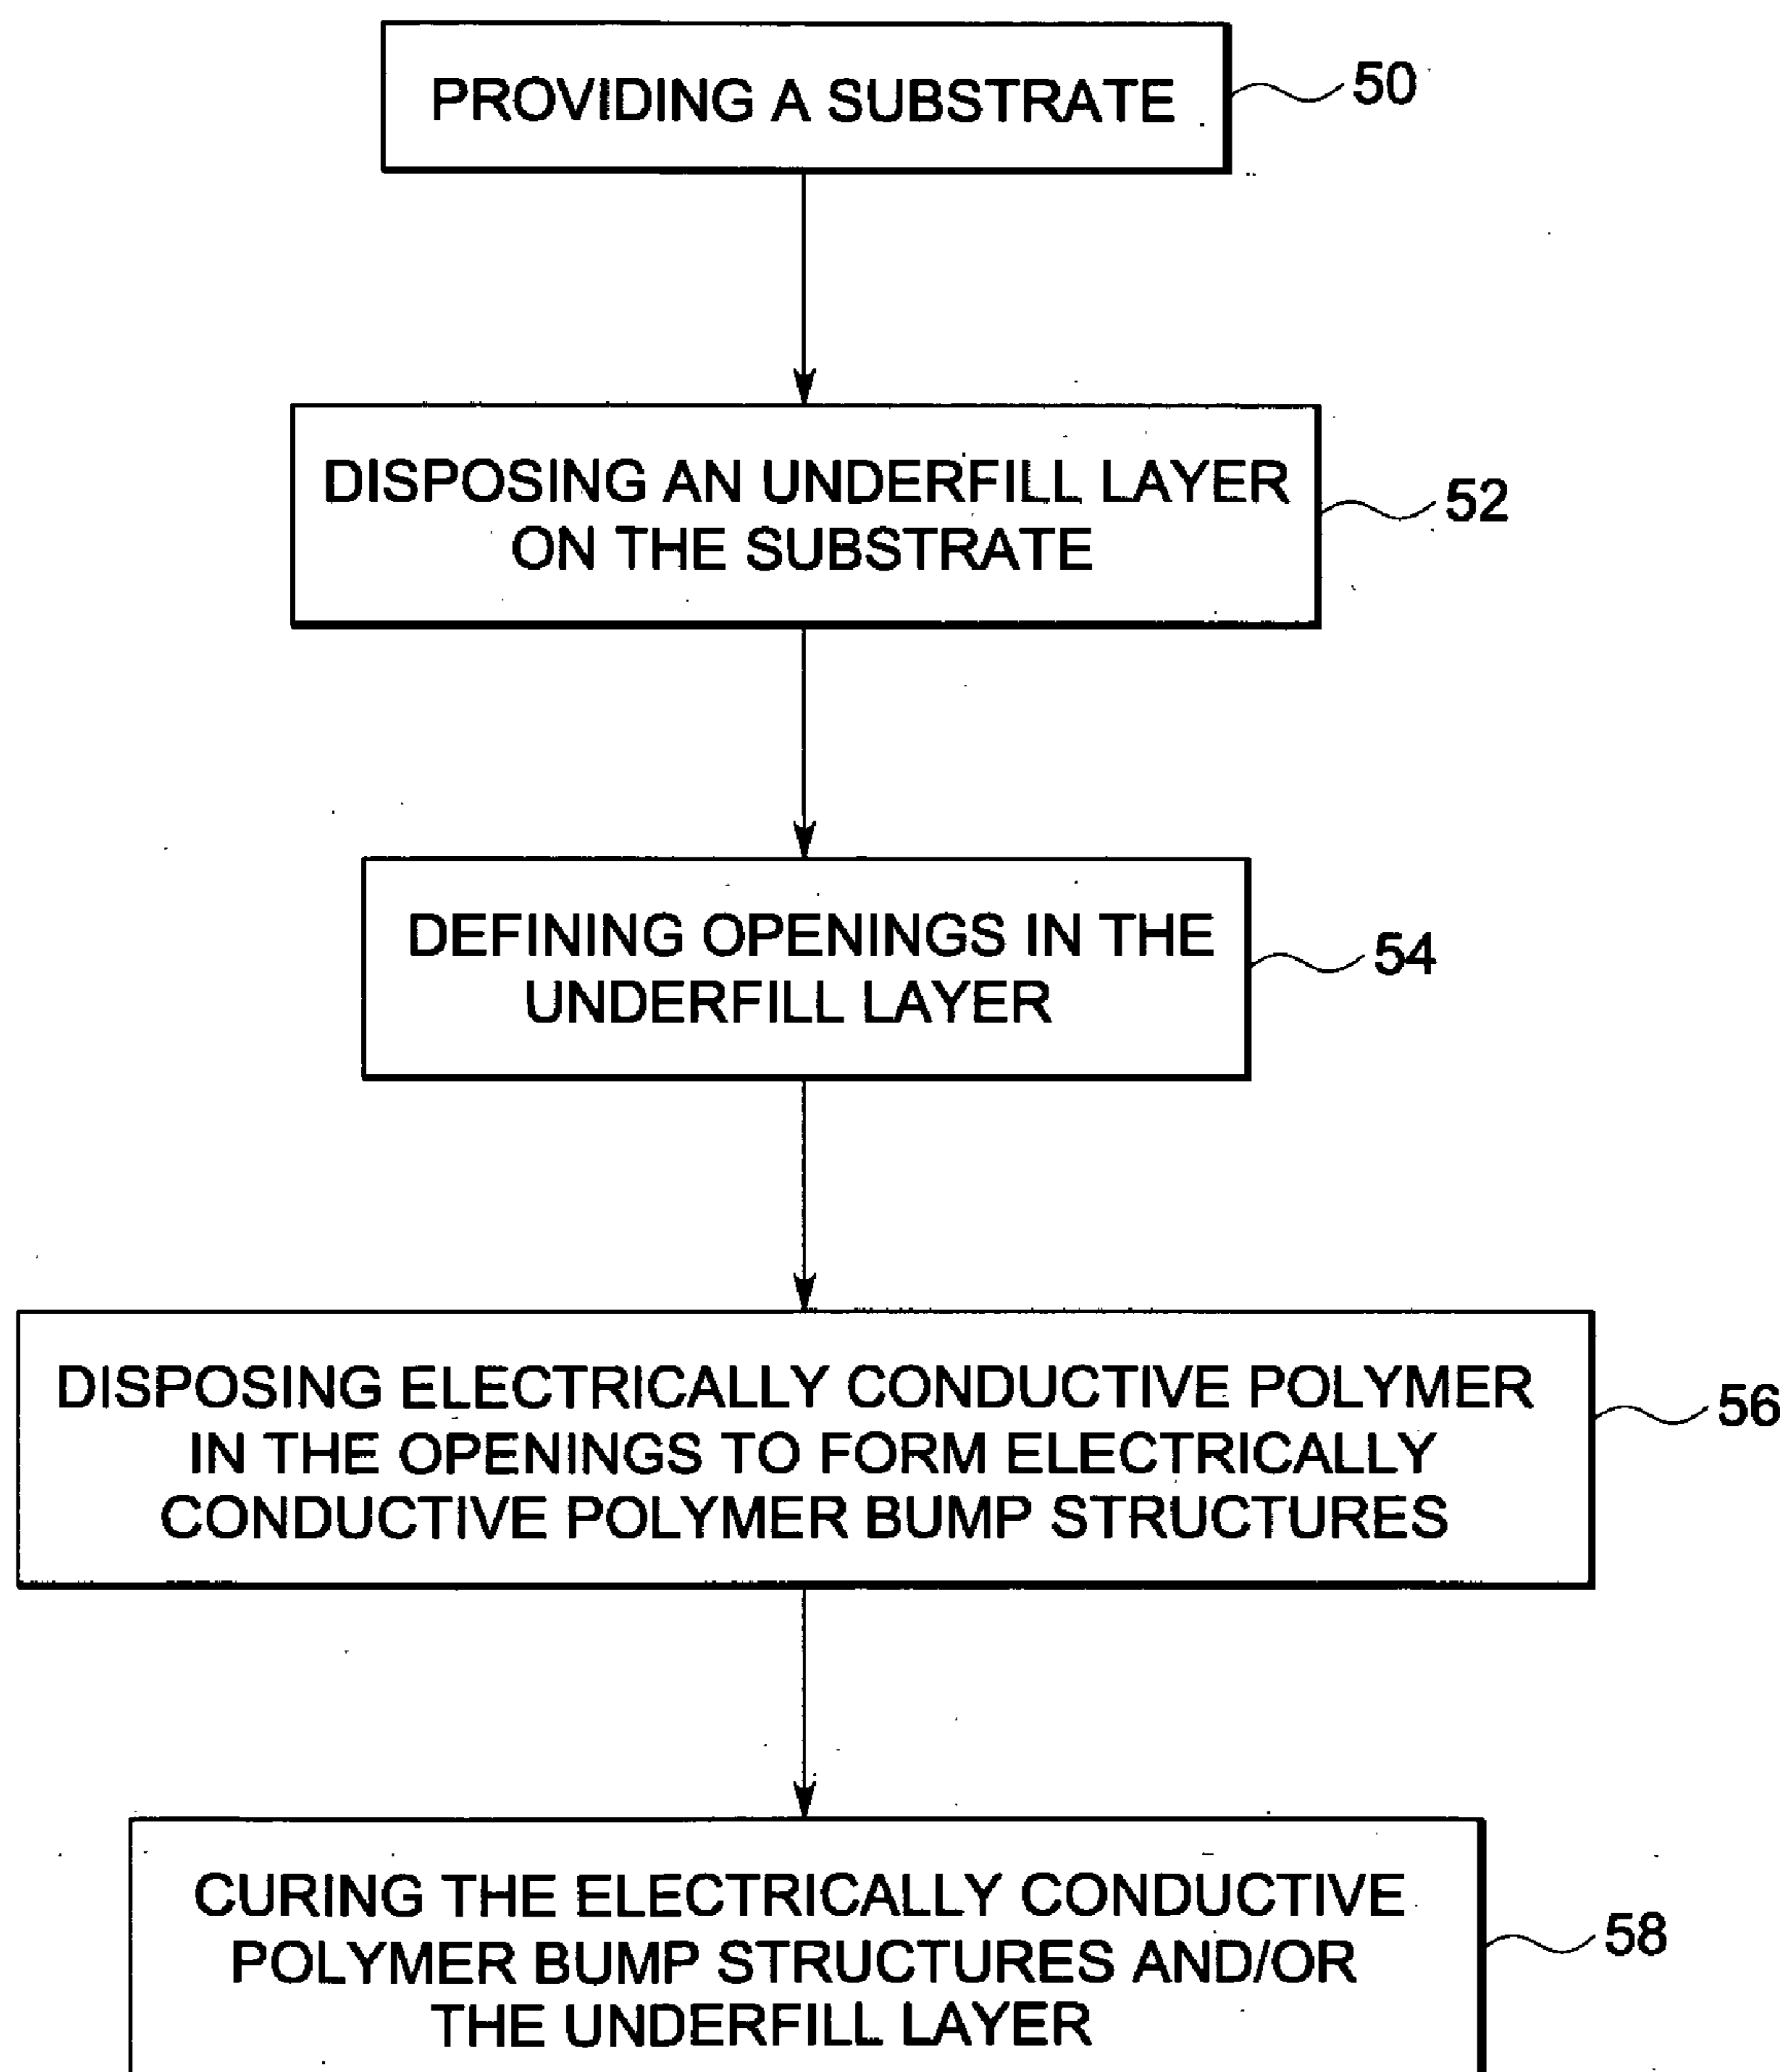 PROVIDING A SUBSTRATE
50
DISPOSING AN UNDERFILL LAYER
ON THE SUBSTRATE
52
DEFINING OPENINGS IN THE
UNDERFILL LAYER
54
DISPOSING ELECTRICALLY CONDUCTIVE POLYMER
IN THE OPENINGS TO FORM ELECTRICALLY
CONDUCTIVE POLYMER BUMP STRUCTURES
56
CURING THE ELECTRICALLY CONDUCTIVE
POLYMER BUMP STRUCTURES AND/OR
THE UNDERFILL LAYER
58